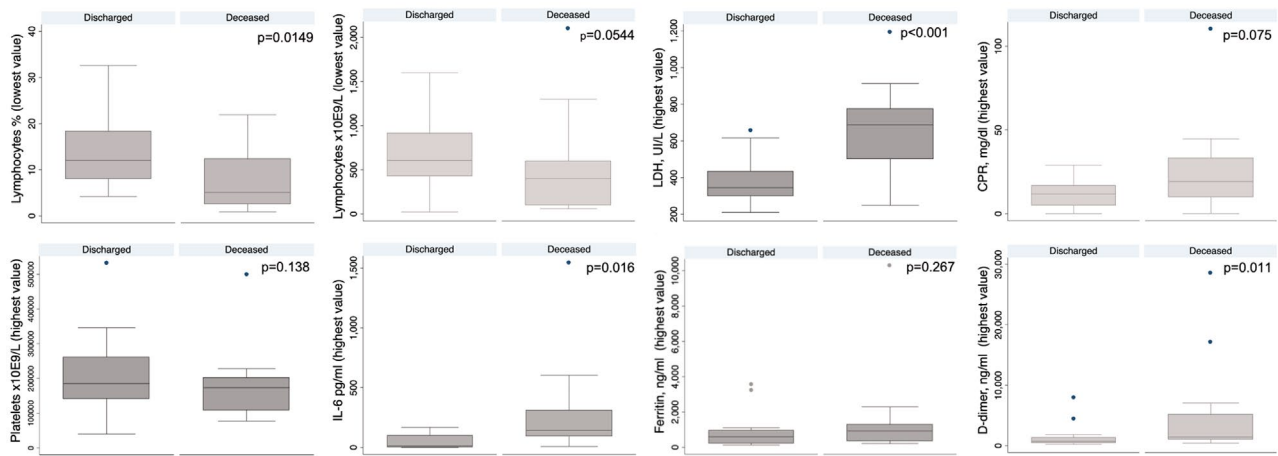 Discharged Deceased
p=0.0149
Lymphocytes % (lowest value)
40
30
20
10
0
Discharged Deceased
p=0.0544
Lymphocytes x10E9/L (lowest value)
2,000
1,500
1,000
500
0
Discharged Deceased
p<0.001
LDH, UI/L (highest value)
1,200
1,000
800
600
400
200
Discharged Deceased
p=0.075
CPR, mg/dl (highest value)
100
50
0
Discharged Deceased
p=0.138
Platelets x10E9/L (highest value)
500000
400000
300000
200000
100000
0
Discharged Deceased
p=0.016
IL-6 pg/ml (highest value)
1,500
1,000
500
0
Discharged Deceased
p=0.267
Ferritin, ng/ml (highest value)
10,000
8,000
6,000
4,000
2,000
0
Discharged Deceased
p=0.011
D-dimer, ng/ml (highest value)
30,000
20,000
10,000
0